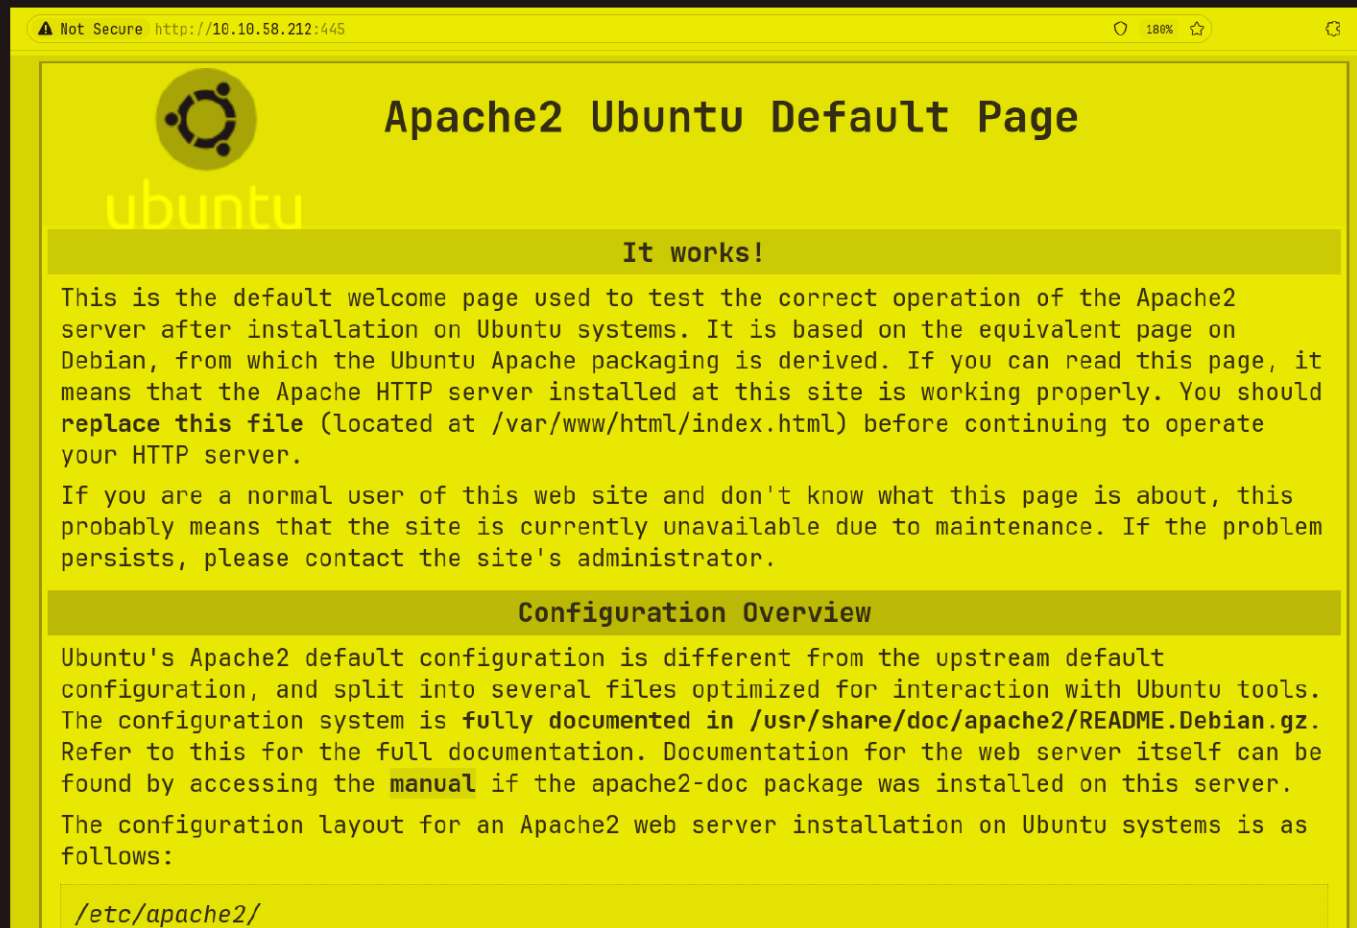 Not Secure http://10.10.58.212:445 180%
Apache2 Ubuntu Default Page
ubuntu
It works!
This is the default welcome page used to test the correct operation of the Apache2
server after installation on Ubuntu systems. It is based on the equivalent page on
Debian, from which the Ubuntu Apache packaging is derived. If you can read this page, it
means that the Apache HTTP server installed at this site is working properly. You should
replace this file (located at /var/www/html/index.html) before continuing to operate
your HTTP server.
If you are a normal user of this web site and don't know what this page is about, this
probably means that the site is currently unavailable due to maintenance. If the problem
persists, please contact the site's administrator.
Configuration Overview
Ubuntu's Apache2 default configuration is different from the upstream default
configuration, and split into several files optimized for interaction with Ubuntu tools.
The configuration system is fully documented in /usr/share/doc/apache2/README.Debian.gz.
Refer to this for the full documentation. Documentation for the web server itself can be
found by accessing the manual if the apache2-doc package was installed on this server.
The configuration layout for an Apache2 web server installation on Ubuntu systems is as
follows:
/etc/apache2/